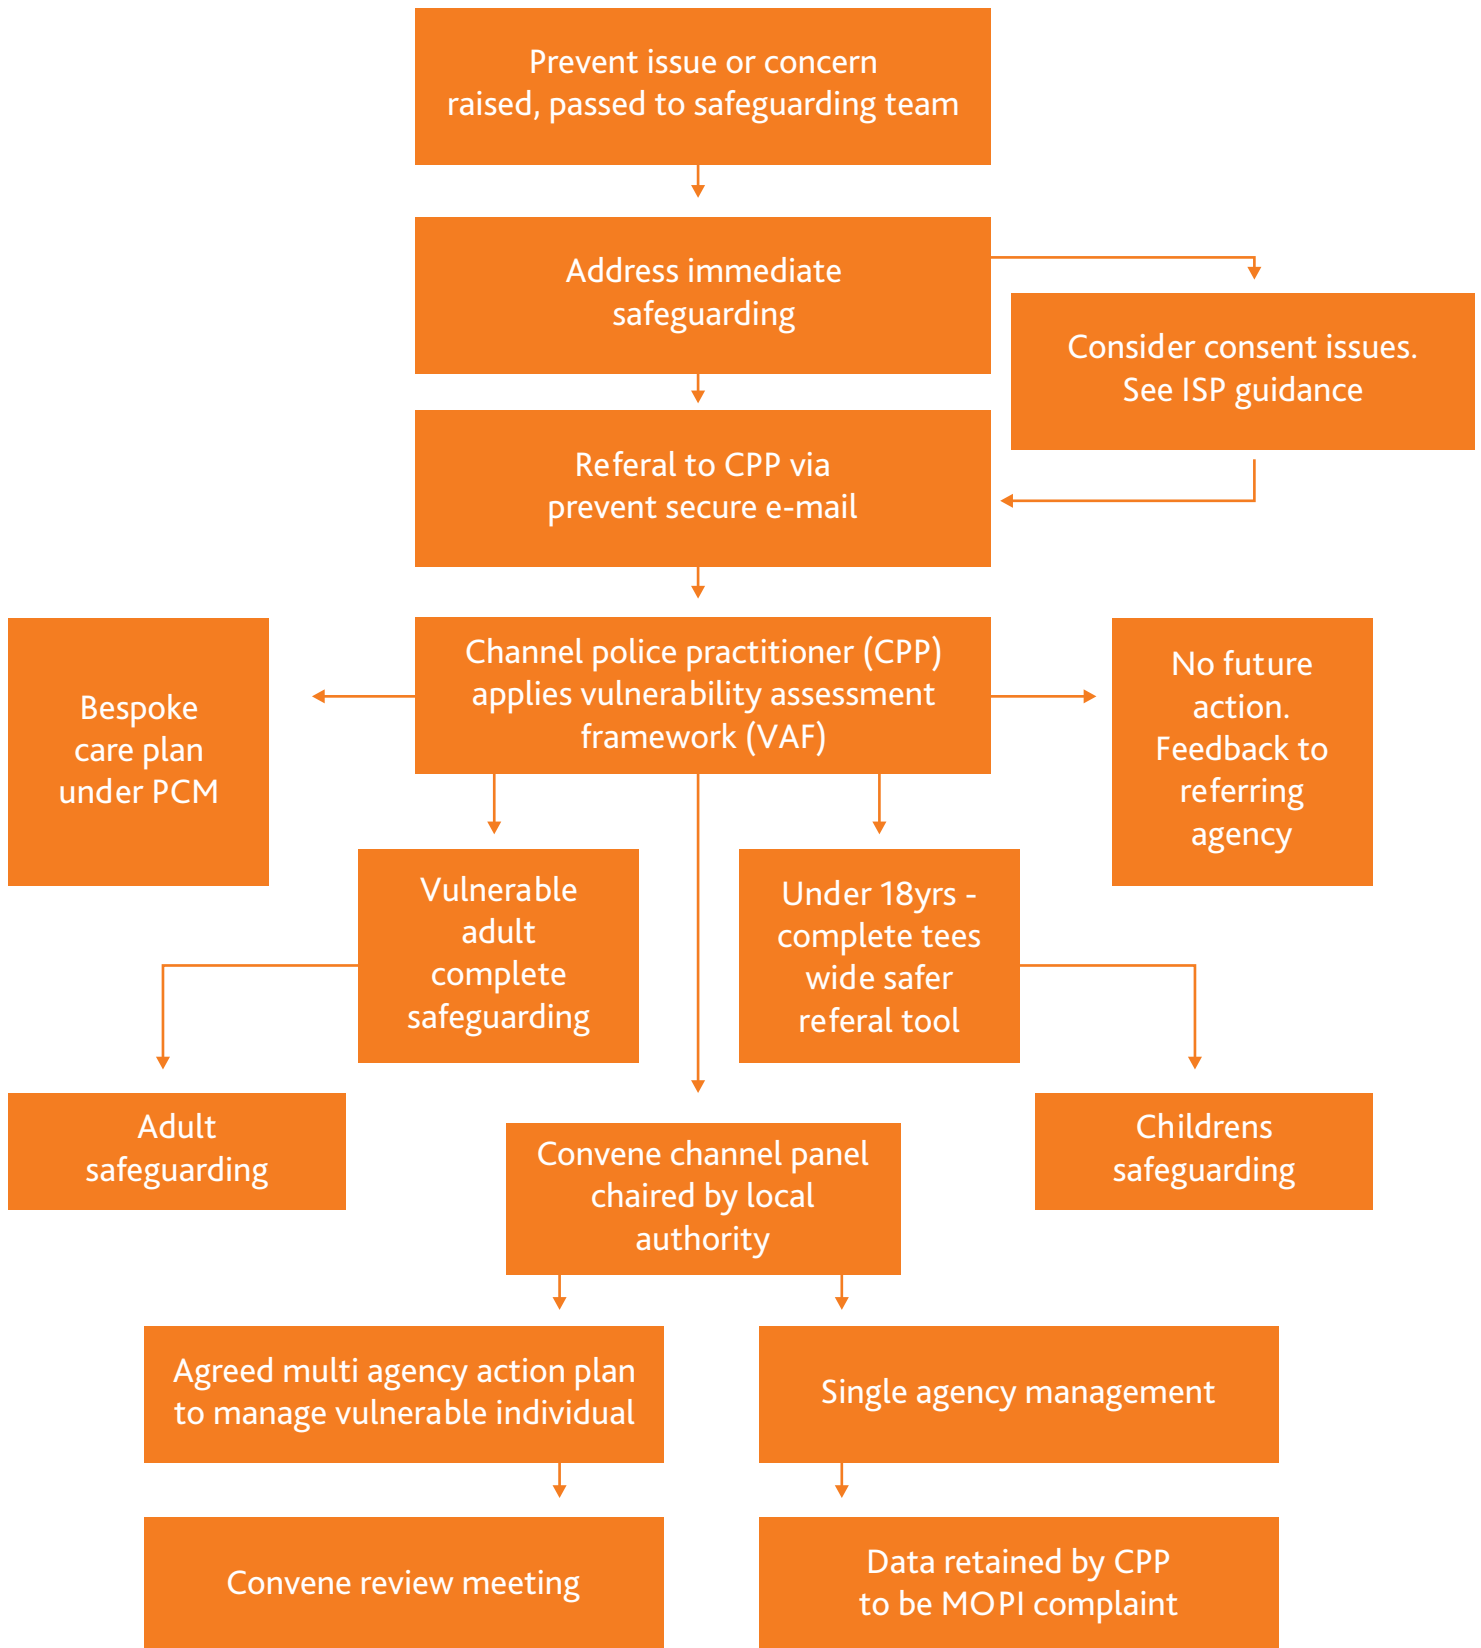 Prevent issue or concern
raised, passed to safeguarding team
Address immediate
safeguarding
Consider consent issues.
See ISP guidance
Referal to CPP via
prevent secure e-mail
Channel police practitioner (CPP)
applies vulnerability assessment
framework (VAF)
Bespoke
care plan
under PCM
No future
action.
Feedback to
referring
agency
Vulnerable
adult
complete
safeguarding
Under 18yrs -
complete tees
wide safer
referal tool
Adult
safeguarding
Convene channel panel
chaired by local
authority
Childrens
safeguarding
Agreed multi agency action plan
to manage vulnerable individual
Single agency management
Convene review meeting
Data retained by CPP
to be MOPI complaint